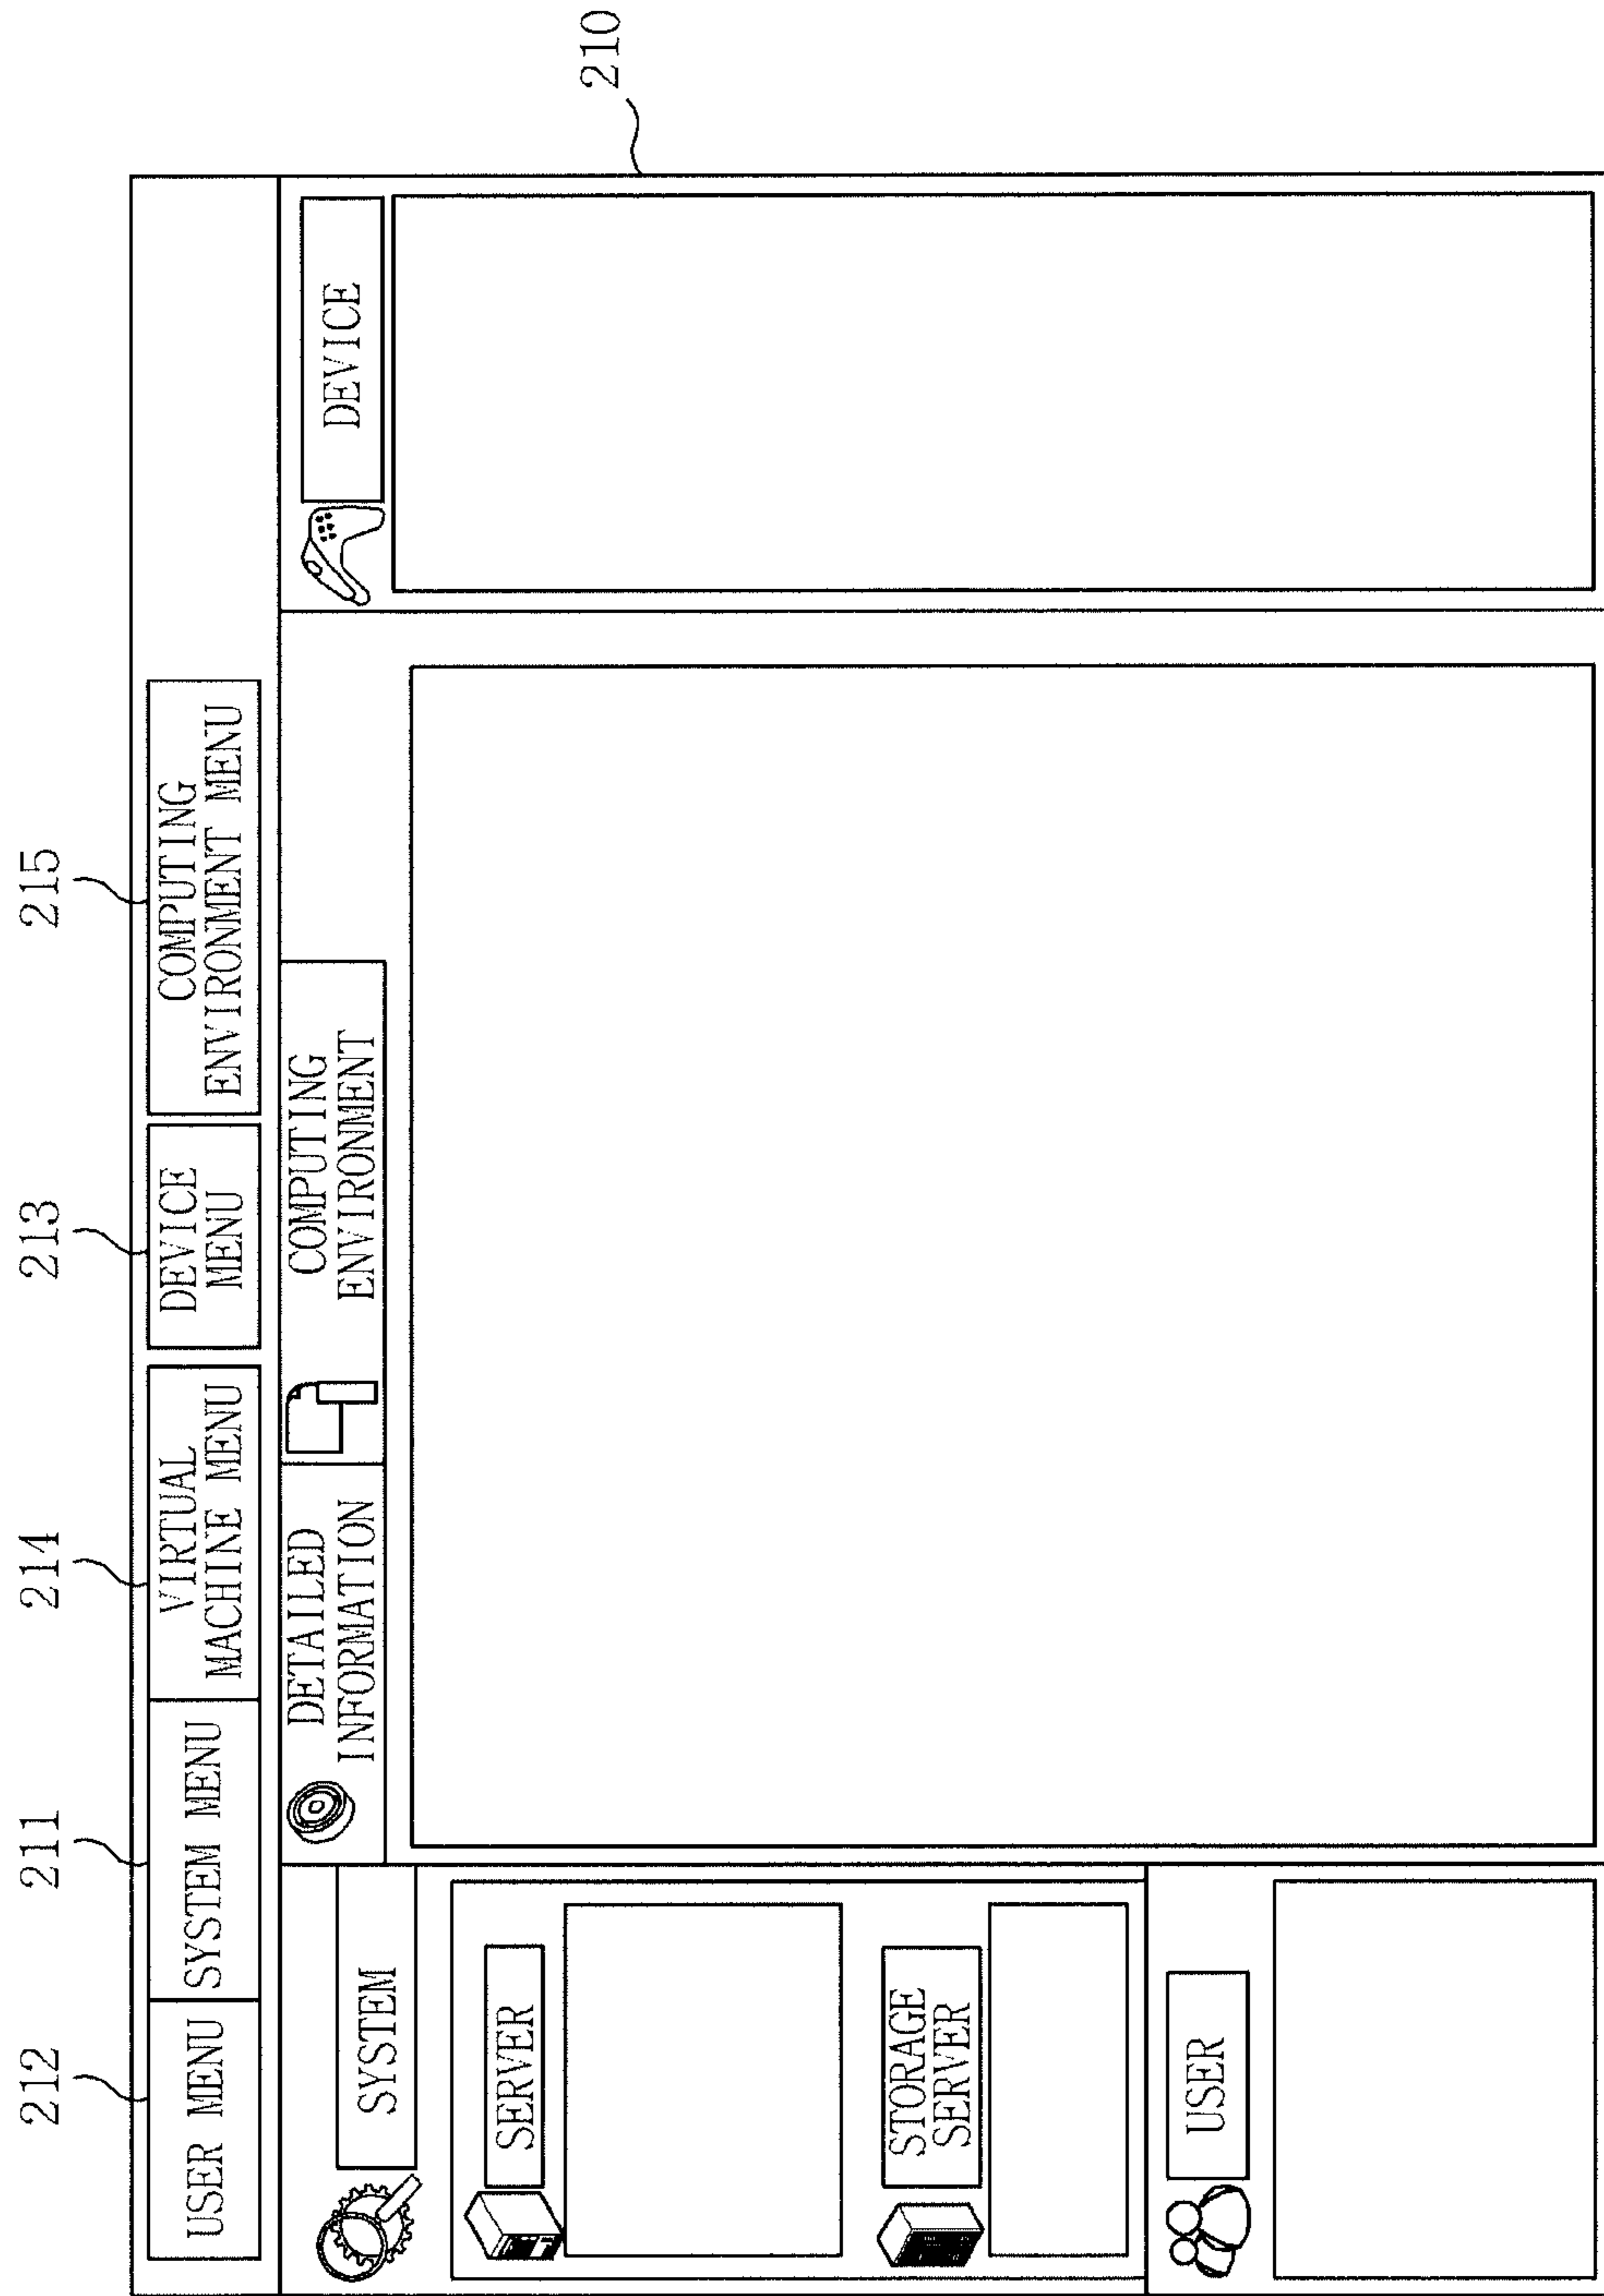 212
211
214
213
215
USER MENU
SYSTEM MENU
VIRTUAL
MACHINE MENU
DEVICE
MENU
COMPUTING
ENVIRONMENT MENU
SYSTEM
SERVER
STORAGE
SERVER
USER
DETAILED
INFORMATION
COMPUTING
ENVIRONMENT
DEVICE
210